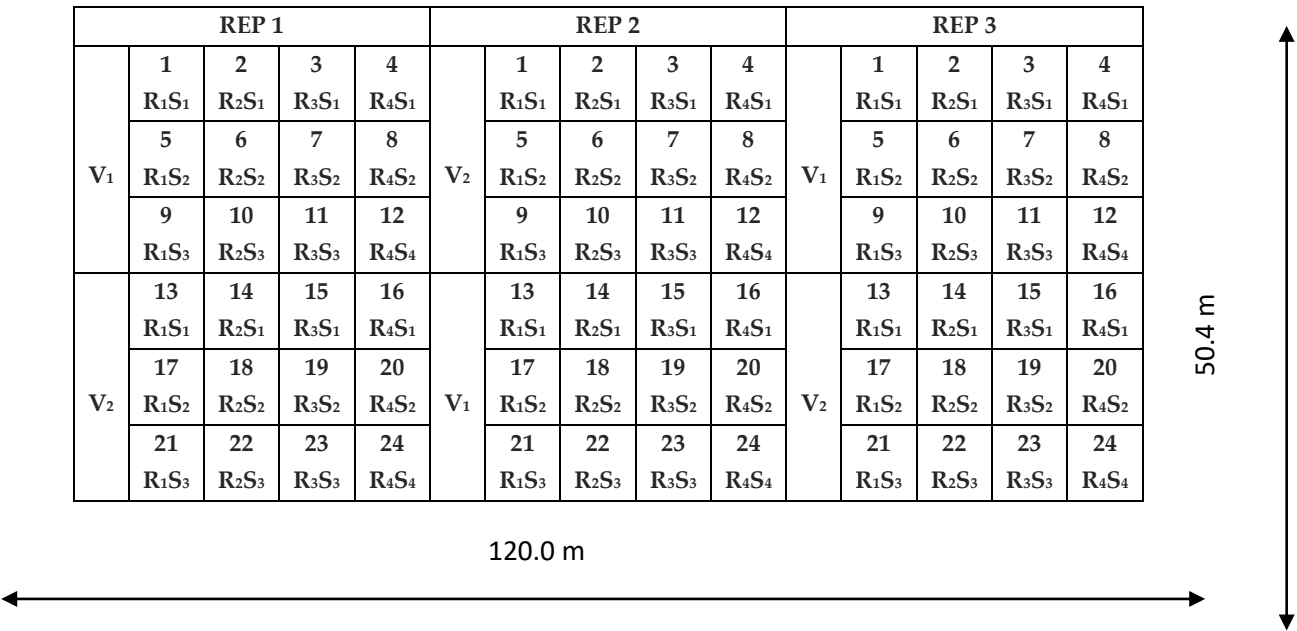 REP 1 REP 2 REP 3
1 2 3 4 1 2 3 4 1 2 3 4
R₁S₁ R₂S₁ R₃S₁ R₄S₁ R₁S₁ R₂S₁ R₃S₁ R₄S₁ R₁S₁ R₂S₁ R₃S₁ R₄S₁
5 6 7 8 5 6 7 8 5 6 7 8
V₁ R₁S₂ R₂S₂ R₃S₂ R₄S₂ V₂ R₁S₂ R₂S₂ R₃S₂ R₄S₂ V₁ R₁S₂ R₂S₂ R₃S₂ R₄S₂
9 10 11 12 9 10 11 12 9 10 11 12
R₁S₃ R₂S₃ R₃S₃ R₄S₄ R₁S₃ R₂S₃ R₃S₃ R₄S₄ R₁S₃ R₂S₃ R₃S₃ R₄S₄
13 14 15 16 13 14 15 16 13 14 15 16
R₁S₁ R₂S₁ R₃S₁ R₄S₁ R₁S₁ R₂S₁ R₃S₁ R₄S₁ R₁S₁ R₂S₁ R₃S₁ R₄S₁
17 18 19 20 17 18 19 20 17 18 19 20
V₂ R₁S₂ R₂S₂ R₃S₂ R₄S₂ V₁ R₁S₂ R₂S₂ R₃S₂ R₄S₂ V₂ R₁S₂ R₂S₂ R₃S₂ R₄S₂
21 22 23 24 21 22 23 24 21 22 23 24
R₁S₃ R₂S₃ R₃S₃ R₄S₄ R₁S₃ R₂S₃ R₃S₃ R₄S₄ R₁S₃ R₂S₃ R₃S₃ R₄S₄
50.4 m
120.0 m